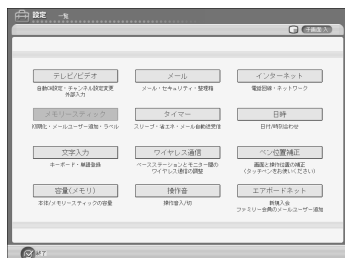 設定 一覧
子画面 入
テレビ/ビデオ
メール
インターネット
自動CH設定・チャンネル設定変更
外部入力
メール・セキュリティ・整理箱
電話回線・ネットワーク
メモリースティック
タイマー
日時
初期化・メールユーザー追加・ラベル
スリープ・省エネ・メール自動送受信
日付/時刻合わせ
文字入力
ワイヤレス通信
ペン位置補正
キーボード・単語登録
ベースステーションとモニター間の
ワイヤレス通信の調整
画面と操作位置の補正
(タッチペンをお使いください)
容量(メモリ)
操作音
エアボードネット
本体/メモリースティックの容量
操作音入/切
新規入会
ファミリー会員のメールユーザー追加
終了